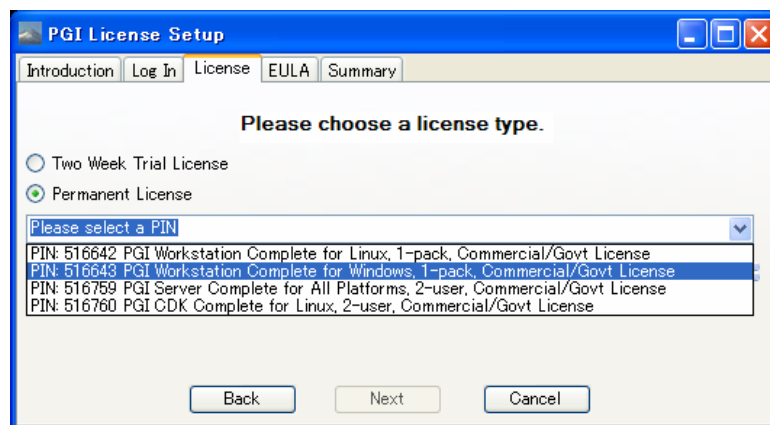 PGI License Setup
Introduction Log In License EULA Summary
Please choose a license type.
Two Week Trial License
Permanent License
Please select a PIN
PIN: 516642 PGI Workstation Complete for Linux, 1-pack, Commercial/Govt License
PIN: 516643 PGI Workstation Complete for Windows, 1-pack, Commercial/Govt License
PIN: 516759 PGI Server Complete for All Platforms, 2-user, Commercial/Govt License
PIN: 516760 PGI CDK Complete for Linux, 2-user, Commercial/Govt License
Back Next Cancel